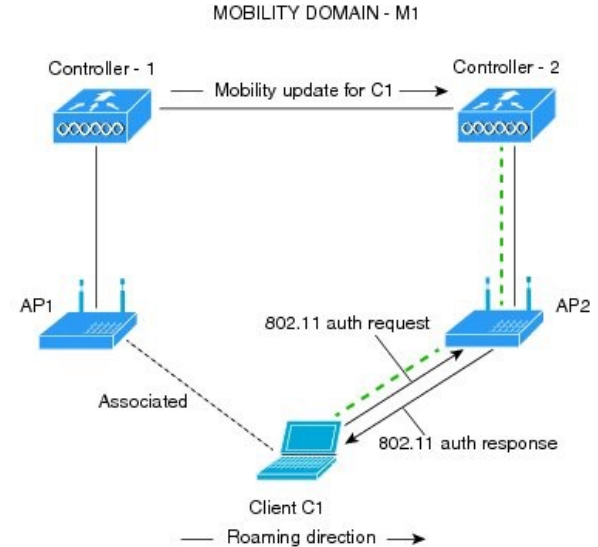 MOBILITY DOMAIN - M1
Controller - 1
Controller - 2
Mobility update for C1
AP1
AP2
802.11 auth request
Associated
802.11 auth response
Client C1
Roaming direction